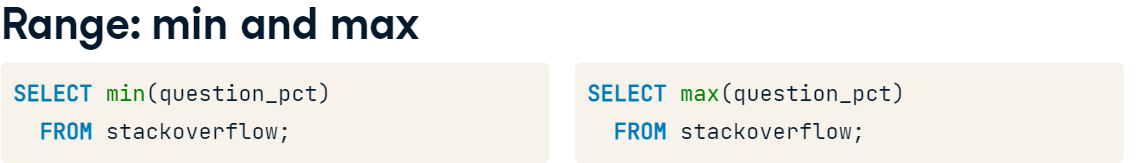 Range: min and max
SELECT min(question_pct)
FROM stackoverflow;
SELECT max(question_pct)
FROM stackoverflow;